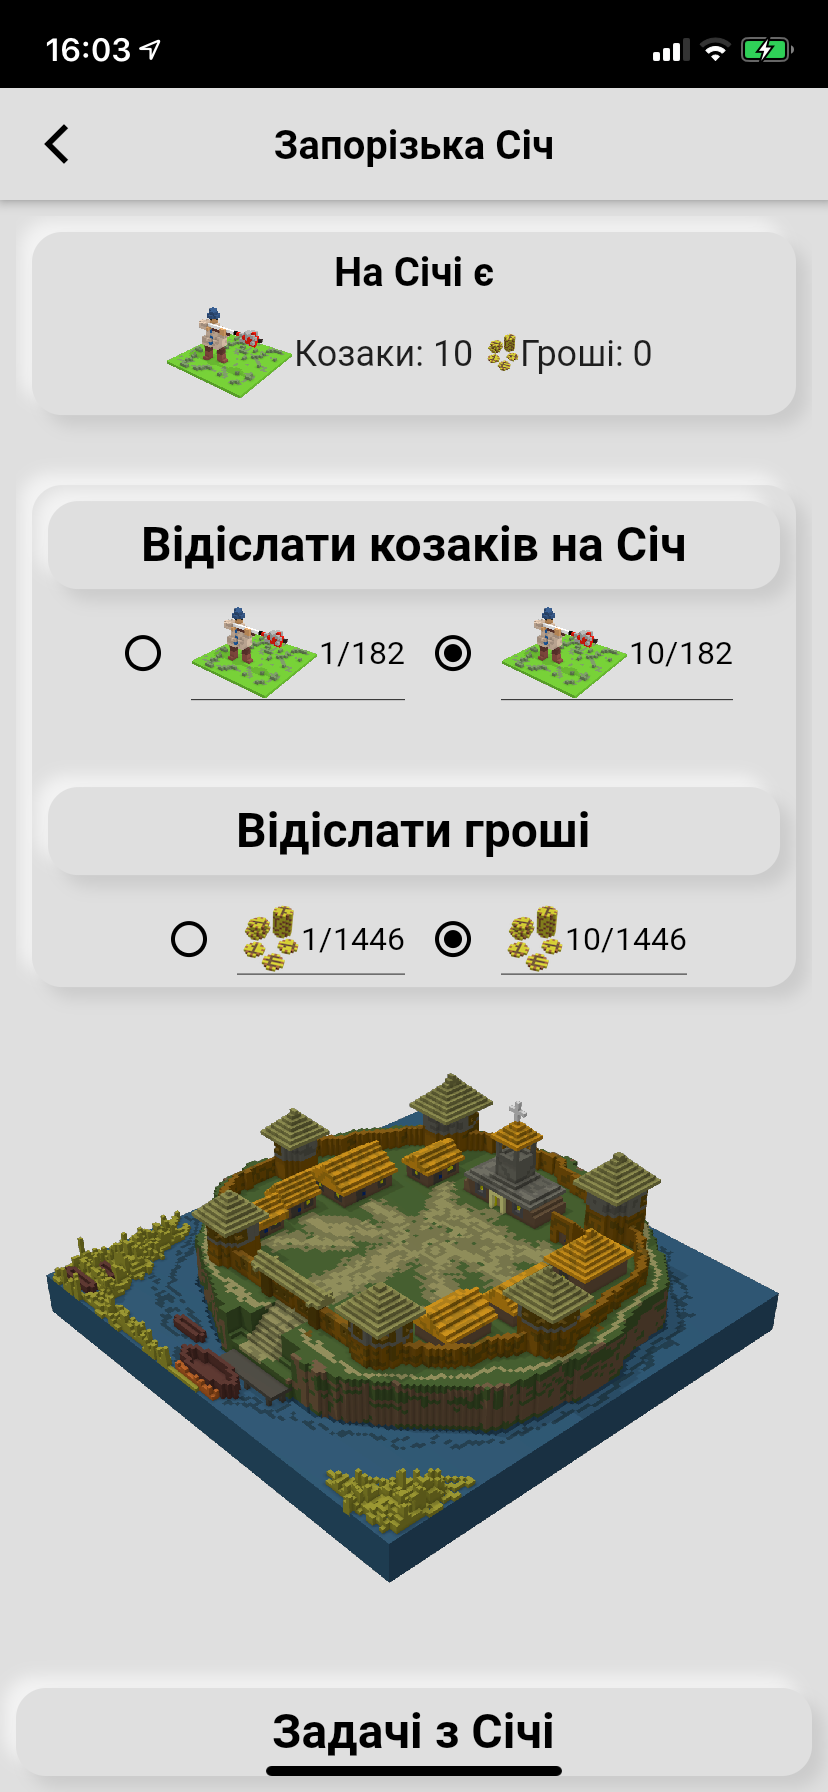 16:03
Запорізька Січ
На Січі є
Козаки: 10 Гроші: 0
Відіслати козаків на Січ
1/182 10/182
Відіслати гроші
1/1446 10/1446
Задачі з Січі